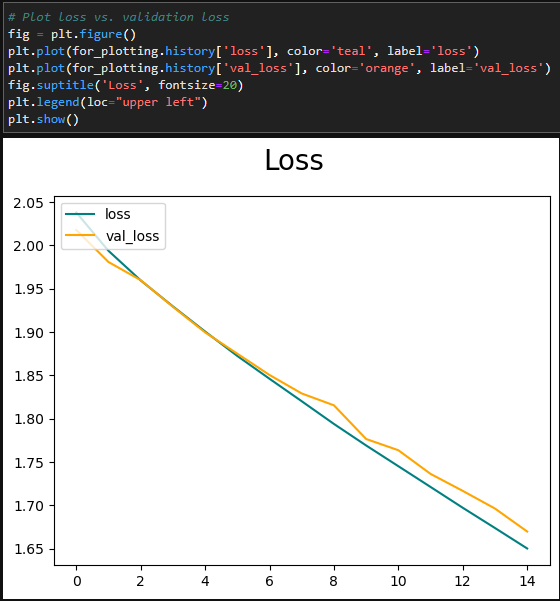 # Plot loss vs. validation loss
fig = plt.figure()
plt.plot(for_plotting.history['loss'], color='teal', label='loss')
plt.plot(for_plotting.history['val_loss'], color='orange', label='val_loss')
fig.suptitle('Loss', fontsize=20)
plt.legend(loc="upper left")
plt.show()
Loss
loss
val_loss
2.05
2.00
1.95
1.90
1.85
1.80
1.75
1.70
1.65
0 2 4 6 8 10 12 14